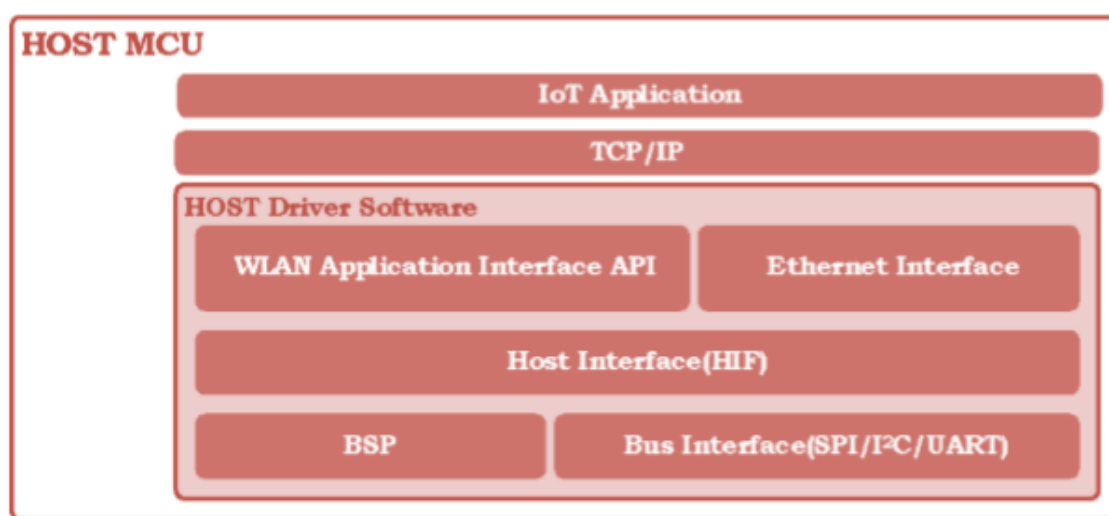 HOST MCU
IoT Application
TCP/IP
HOST Driver Software
WLAN Application Interface API
Ethernet Interface
Host Interface(HIF)
BSP
Bus Interface(SPI/I²C/UART)